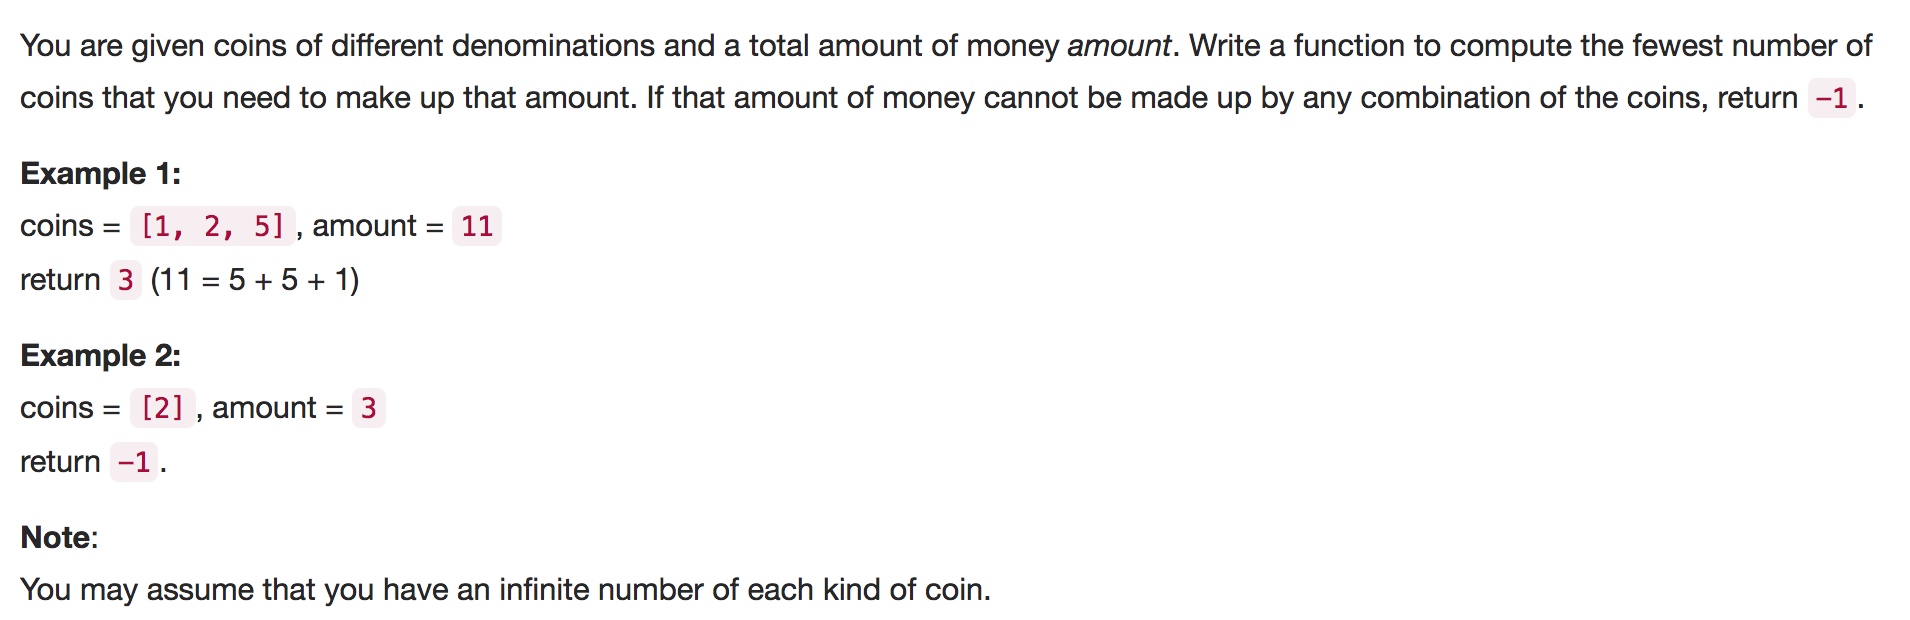 You are given coins of different denominations and a total amount of money amount. Write a function to compute the fewest number of
coins that you need to make up that amount. If that amount of money cannot be made up by any combination of the coins, return -1.
Example 1:
coins = [1, 2, 5], amount = 11
return 3 (11 = 5 + 5 + 1)
Example 2:
coins = [2], amount = 3
return -1.
Note:
You may assume that you have an infinite number of each kind of coin.